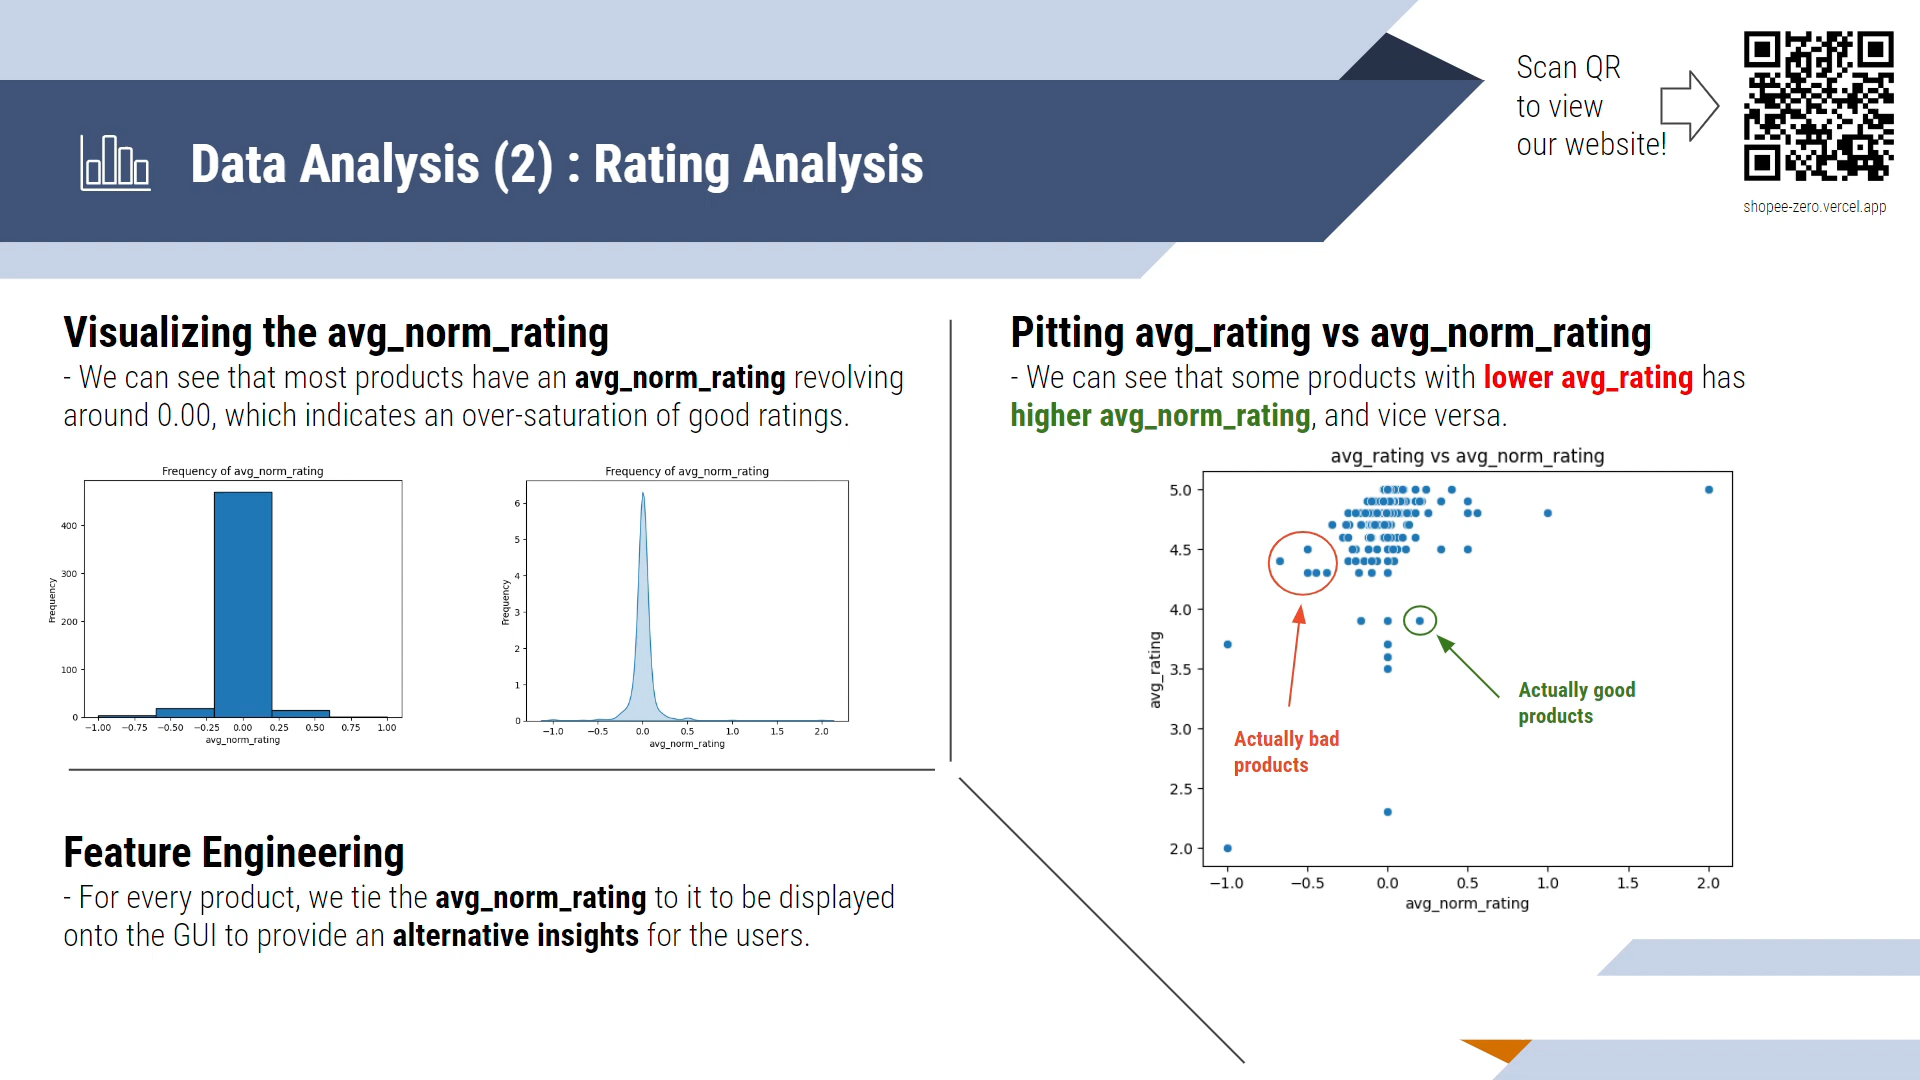 Scan QR
to view
our website!
shopee-zero.vercel.app
Data Analysis (2) : Rating Analysis
Visualizing the avg_norm_rating
- We can see that most products have an avg_norm_rating revolving
around 0.00, which indicates an over-saturation of good ratings.
Frequency of avg_norm_rating
Frequency
400
300
200
100
0
−1.00 −0.75 −0.50 −0.25 0.00 0.25 0.50 0.75 1.00
avg_norm_rating
Frequency of avg_norm_rating
Frequency
6
5
4
3
2
1
0
−1.0 −0.5 0.0 0.5 1.0 1.5 2.0
avg_norm_rating
Feature Engineering
- For every product, we tie the avg_norm_rating to it to be displayed
onto the GUI to provide an alternative insights for the users.
Pitting avg_rating vs avg_norm_rating
- We can see that some products with lower avg_rating has
higher avg_norm_rating, and vice versa.
avg_rating vs avg_norm_rating
avg_rating
5.0
4.5
4.0
3.5
3.0
2.5
2.0
Actually good
products
Actually bad
products
−1.0 −0.5 0.0 0.5 1.0 1.5 2.0
avg_norm_rating